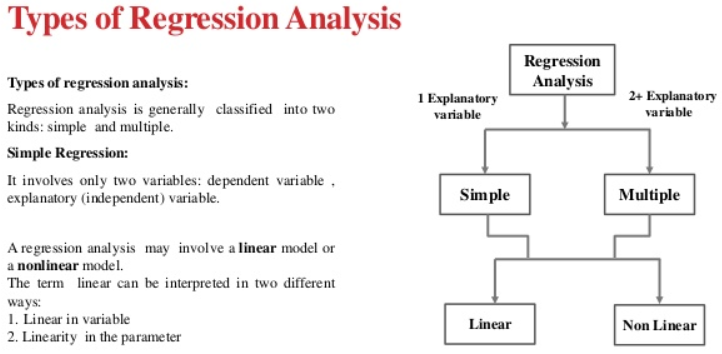 Types of Regression Analysis
Types of regression analysis:
Regression analysis is generally classified into two
kinds: simple and multiple.
Simple Regression:
It involves only two variables: dependent variable ,
explanatory (independent) variable.
A regression analysis may involve a linear model or
a nonlinear model.
The term linear can be interpreted in two different
ways:
1. Linear in variable
2. Linearity in the parameter
Regression
Analysis
1 Explanatory
variable
2+ Explanatory
variable
Simple
Multiple
Linear
Non Linear